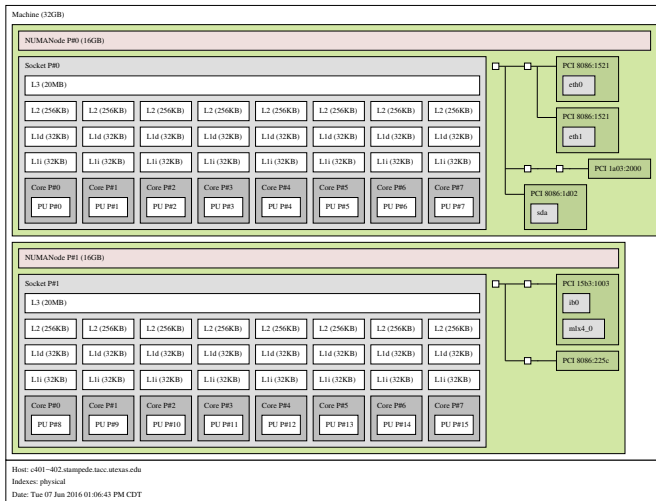 Machine (32GB)
NUMANode P#0 (16GB)
Socket P#0
L3 (20MB)
L2 (256KB) L2 (256KB) L2 (256KB) L2 (256KB) L2 (256KB) L2 (256KB) L2 (256KB) L2 (256KB)
L1d (32KB) L1d (32KB) L1d (32KB) L1d (32KB) L1d (32KB) L1d (32KB) L1d (32KB) L1d (32KB)
L1i (32KB) L1i (32KB) L1i (32KB) L1i (32KB) L1i (32KB) L1i (32KB) L1i (32KB) L1i (32KB)
Core P#0 Core P#1 Core P#2 Core P#3 Core P#4 Core P#5 Core P#6 Core P#7
PU P#0 PU P#1 PU P#2 PU P#3 PU P#4 PU P#5 PU P#6 PU P#7
PCI 8086:1521
eth0
PCI 8086:1521
eth1
PCI 1a03:2000
PCI 8086:1d02
sda
NUMANode P#1 (16GB)
Socket P#1
L3 (20MB)
L2 (256KB) L2 (256KB) L2 (256KB) L2 (256KB) L2 (256KB) L2 (256KB) L2 (256KB) L2 (256KB)
L1d (32KB) L1d (32KB) L1d (32KB) L1d (32KB) L1d (32KB) L1d (32KB) L1d (32KB) L1d (32KB)
L1i (32KB) L1i (32KB) L1i (32KB) L1i (32KB) L1i (32KB) L1i (32KB) L1i (32KB) L1i (32KB)
Core P#0 Core P#1 Core P#2 Core P#3 Core P#4 Core P#5 Core P#6 Core P#7
PU P#8 PU P#9 PU P#10 PU P#11 PU P#12 PU P#13 PU P#14 PU P#15
PCI 15b3:1003
ib0
mlx4_0
PCI 8086:225c
Host: c401−402.stampede.tacc.utexas.edu
Indexes: physical
Date: Tue 07 Jun 2016 01:06:43 PM CDT